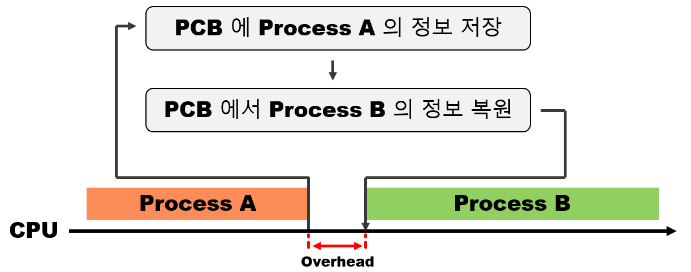 PCB 에 Process A 의 정보 저장
PCB 에서 Process B 의 정보 복원
Process A
Process B
CPU
Overhead